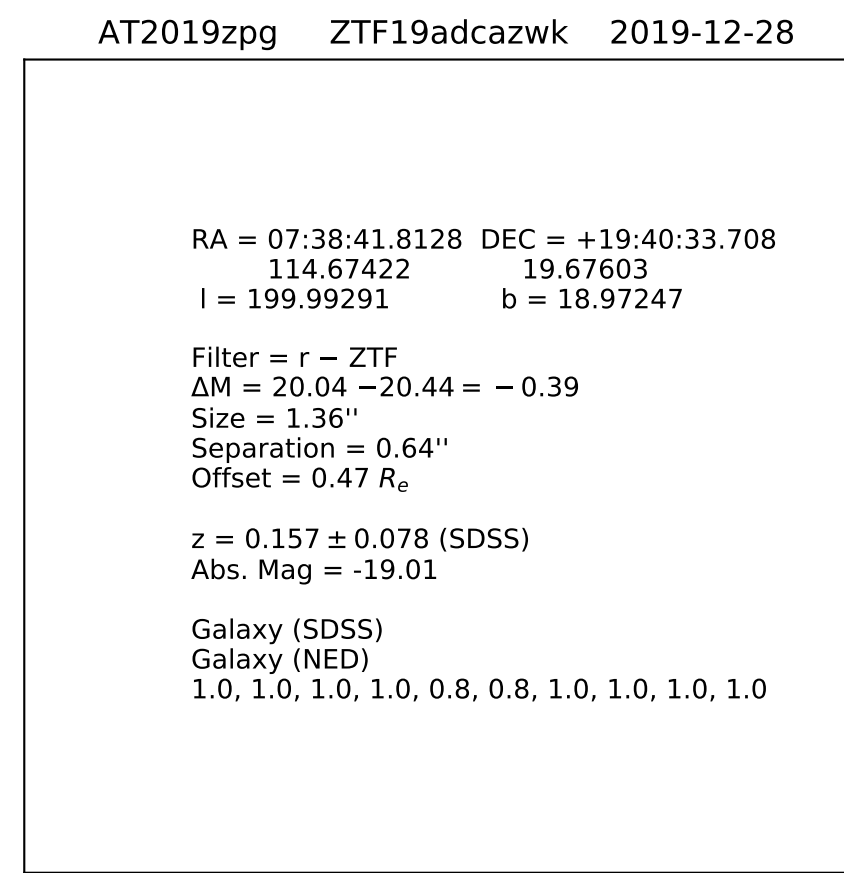 AT2019zpg ZTF19adcazwk 2019-12-28
RA = 07:38:41.8128 DEC = +19:40:33.708
114.67422 19.67603
l = 199.99291 b = 18.97247
Filter = r − ZTF
ΔM = 20.04 −20.44 = − 0.39
Size = 1.36''
Separation = 0.64''
Offset = 0.47 Re
z = 0.157 ± 0.078 (SDSS)
Abs. Mag = -19.01
Galaxy (SDSS)
Galaxy (NED)
1.0, 1.0, 1.0, 1.0, 0.8, 0.8, 1.0, 1.0, 1.0, 1.0